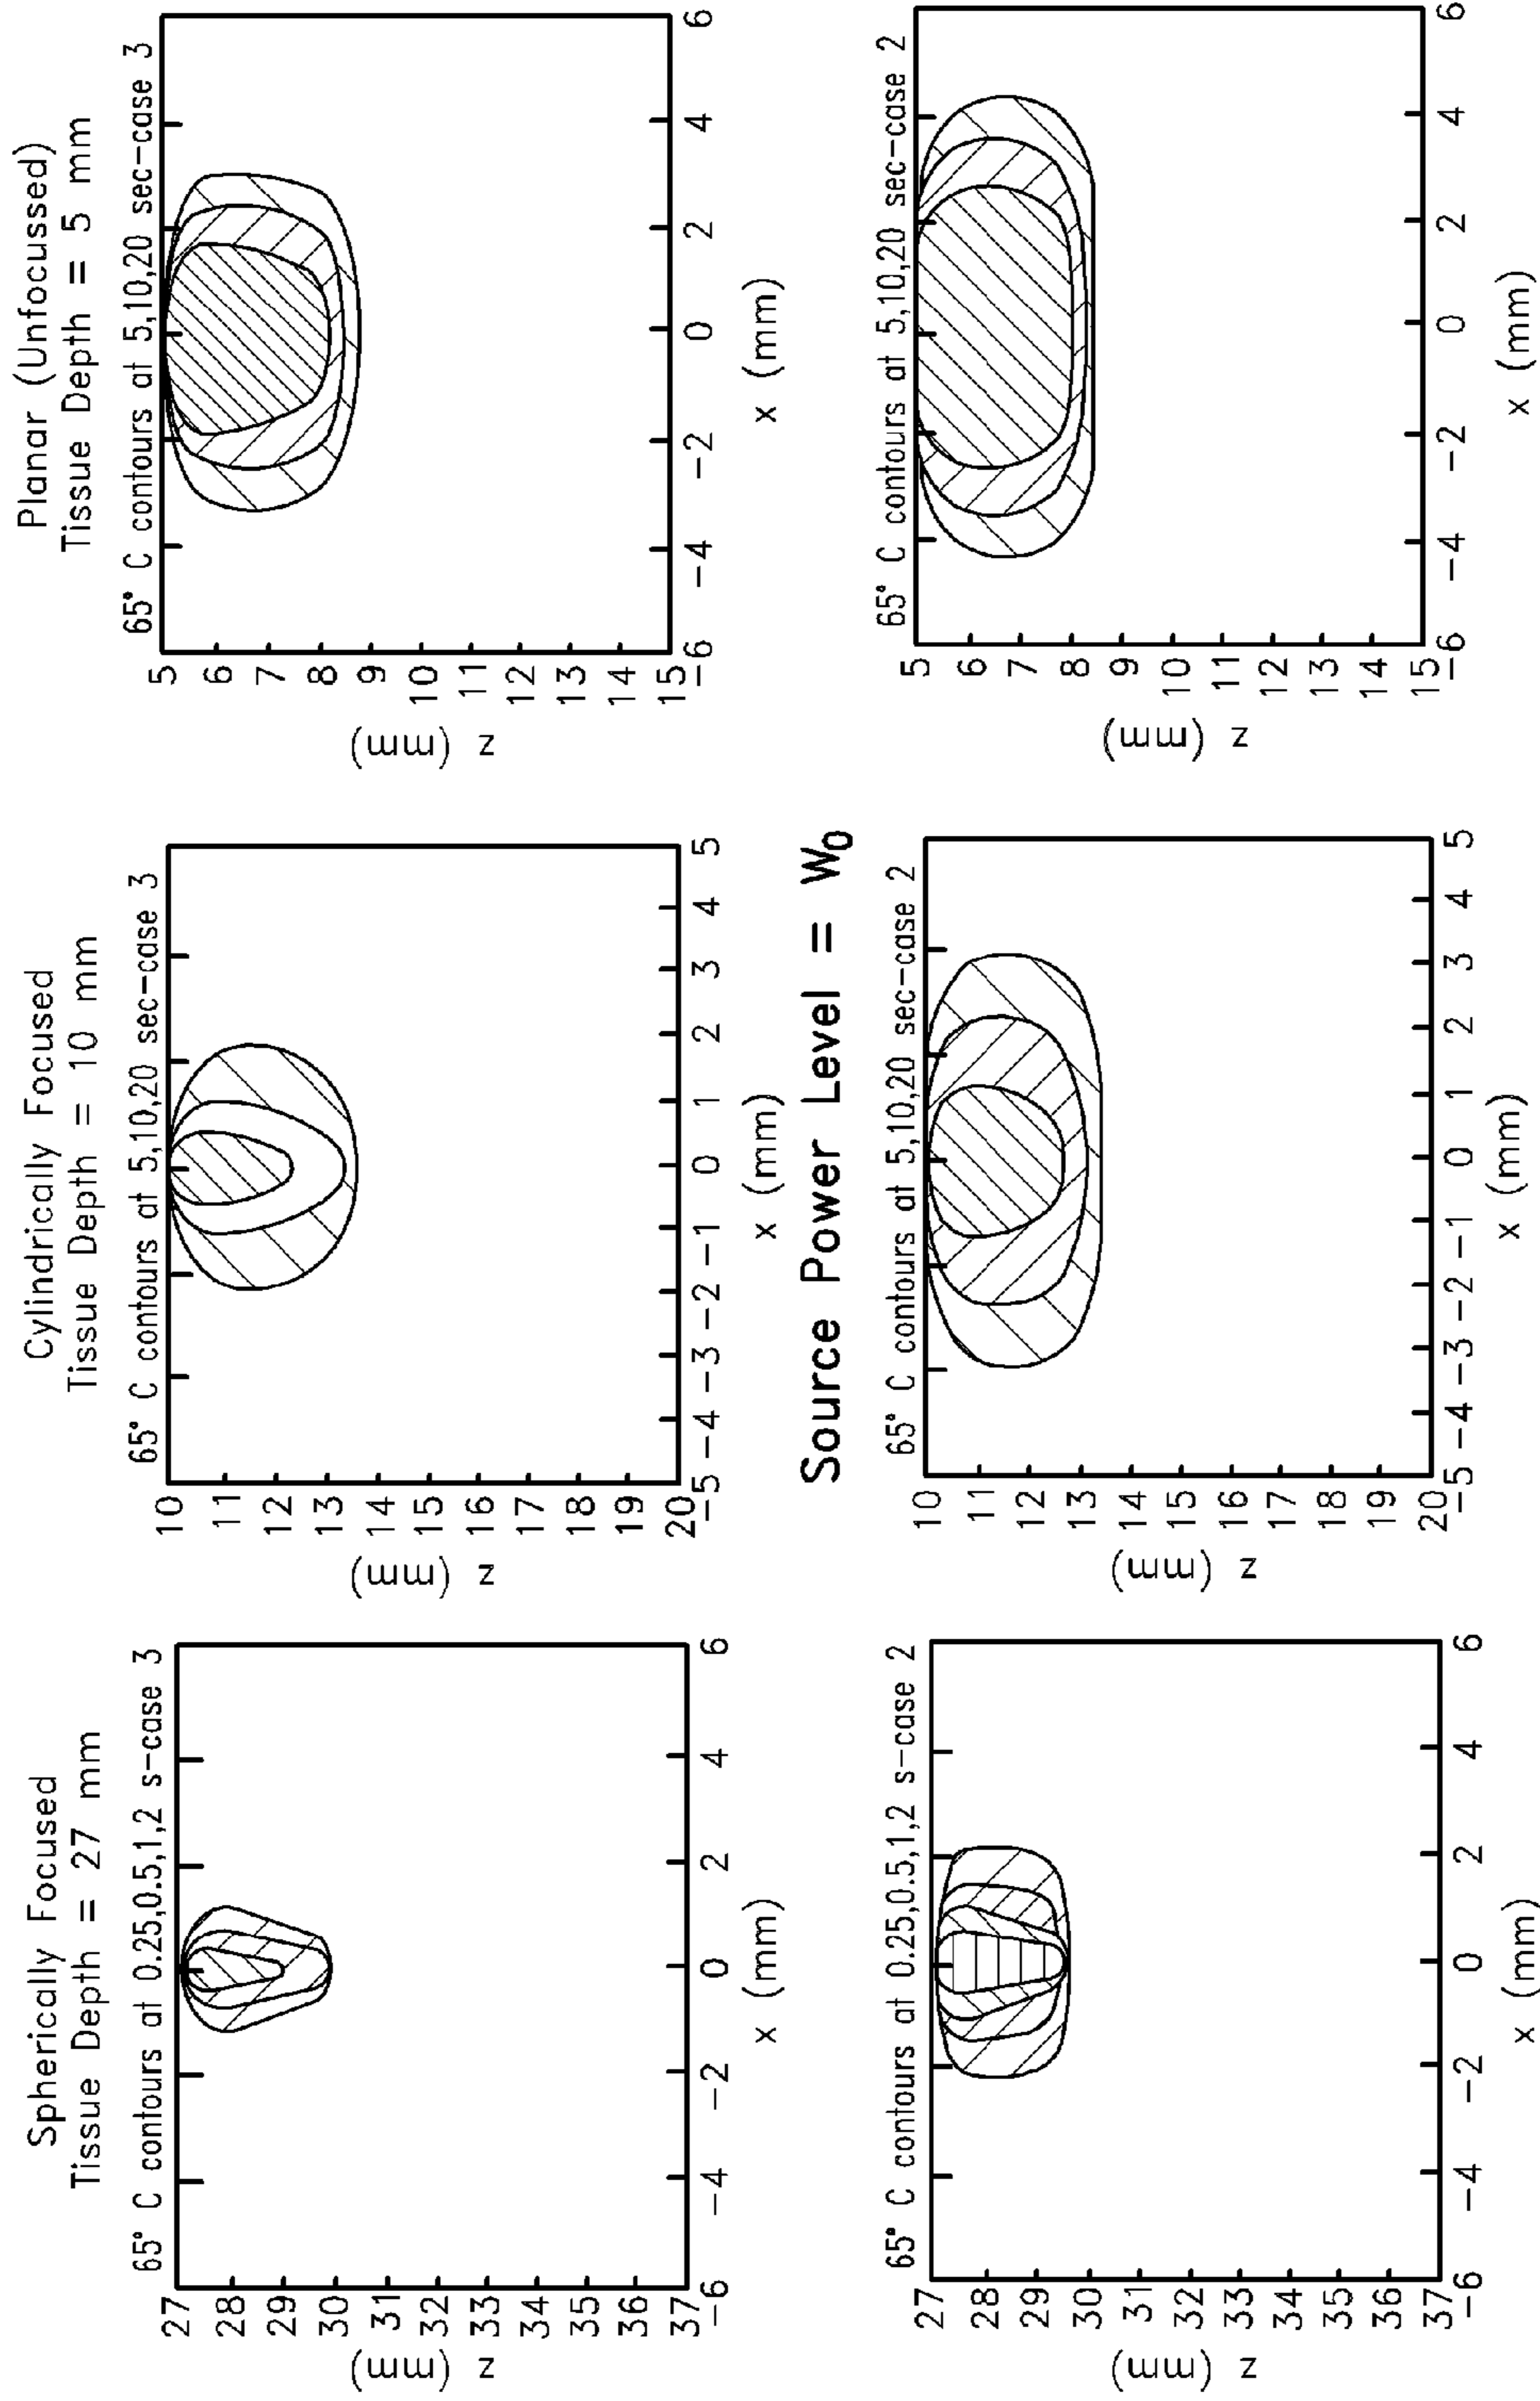 Spherically Focused
Tissue Depth = 27 mm
65° C contours at 0.25,0.5,1,2 s-case 3
27
28
29
30
31
32
33
34
35
36
37
z (mm)
−6 −4 −2 0 2 4 6
x (mm)
Cylindrically Focused
Tissue Depth = 10 mm
65° C contours at 5,10,20 sec-case 3
10
11
12
13
14
15
16
17
18
19
20
z (mm)
−5 −4 −3 −2 −1 0 1 2 3 4 5
x (mm)
Planar (Unfocussed)
Tissue Depth = 5 mm
65° C contours at 5,10,20 sec-case 3
5
6
7
8
9
10
11
12
13
14
15
z (mm)
−6 −4 −2 0 2 4 6
x (mm)
Source Power Level = W0
65° C contours at 0.25,0.5,1,2 s-case 2
27
28
29
30
31
32
33
34
35
36
37
z (mm)
−6 −4 −2 0 2 4 6
x (mm)
65° C contours at 5,10,20 sec-case 2
10
11
12
13
14
15
16
17
18
19
20
z (mm)
−5 −4 −3 −2 −1 0 1 2 3 4 5
x (mm)
65° C contours at 5,10,20 sec-case 2
5
6
7
8
9
10
11
12
13
14
15
z (mm)
−6 −4 −2 0 2 4 6
x (mm)